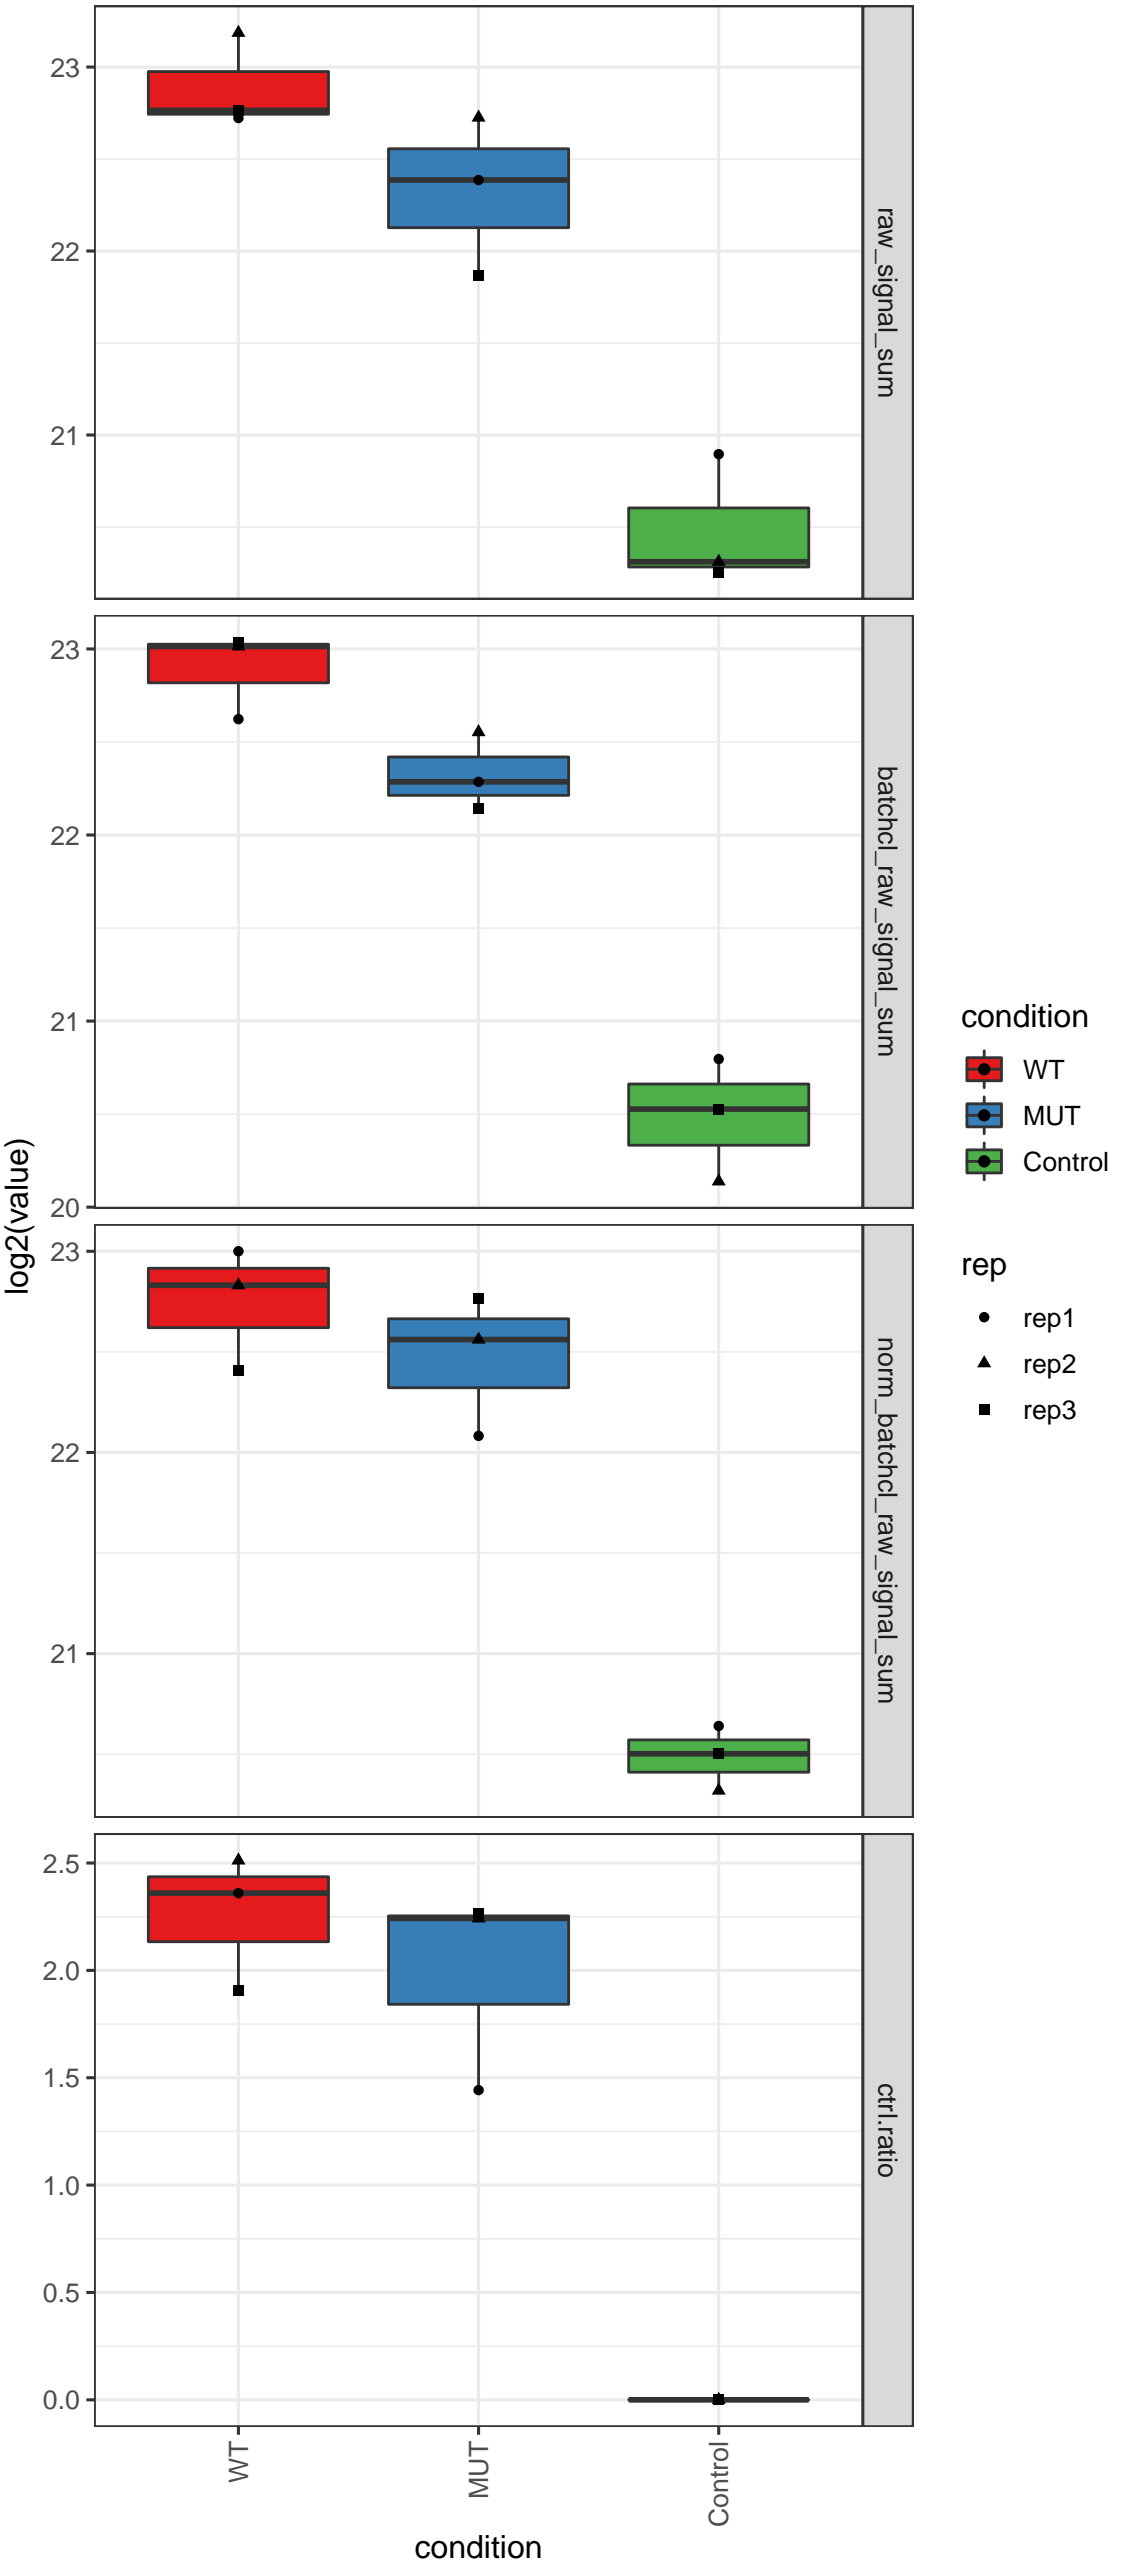 log2(value)
23
22
21
raw_signal_sum
23
22
21
20
batchcl_raw_signal_sum
23
22
21
norm_batchcl_raw_signal_sum
2.5
2.0
1.5
1.0
0.5
0.0
ctrl.ratio
WT
MUT
Control
condition
condition
WT
MUT
Control
rep
rep1
rep2
rep3